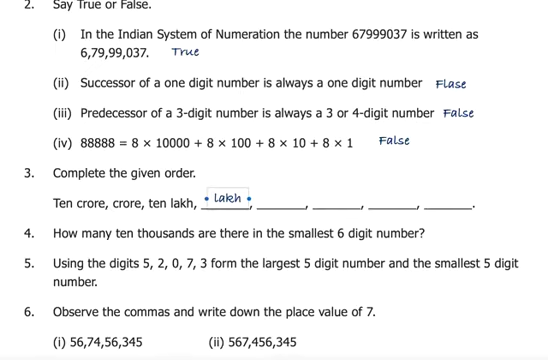 2. Say True or False.
(i) In the Indian System of Numeration the number 67999037 is written as
6,79,99,037. True
(ii) Successor of a one digit number is always a one digit number Flase
(iii) Predecessor of a 3-digit number is always a 3 or 4-digit number False
(iv) 88888 = 8 × 10000 + 8 × 100 + 8 × 10 + 8 × 1 False
3. Complete the given order.
Ten crore, crore, ten lakh, lakh, ______, ______, ______, ______.
4. How many ten thousands are there in the smallest 6 digit number?
5. Using the digits 5, 2, 0, 7, 3 form the largest 5 digit number and the smallest 5 digit
number.
6. Observe the commas and write down the place value of 7.
(i) 56,74,56,345 (ii) 567,456,345